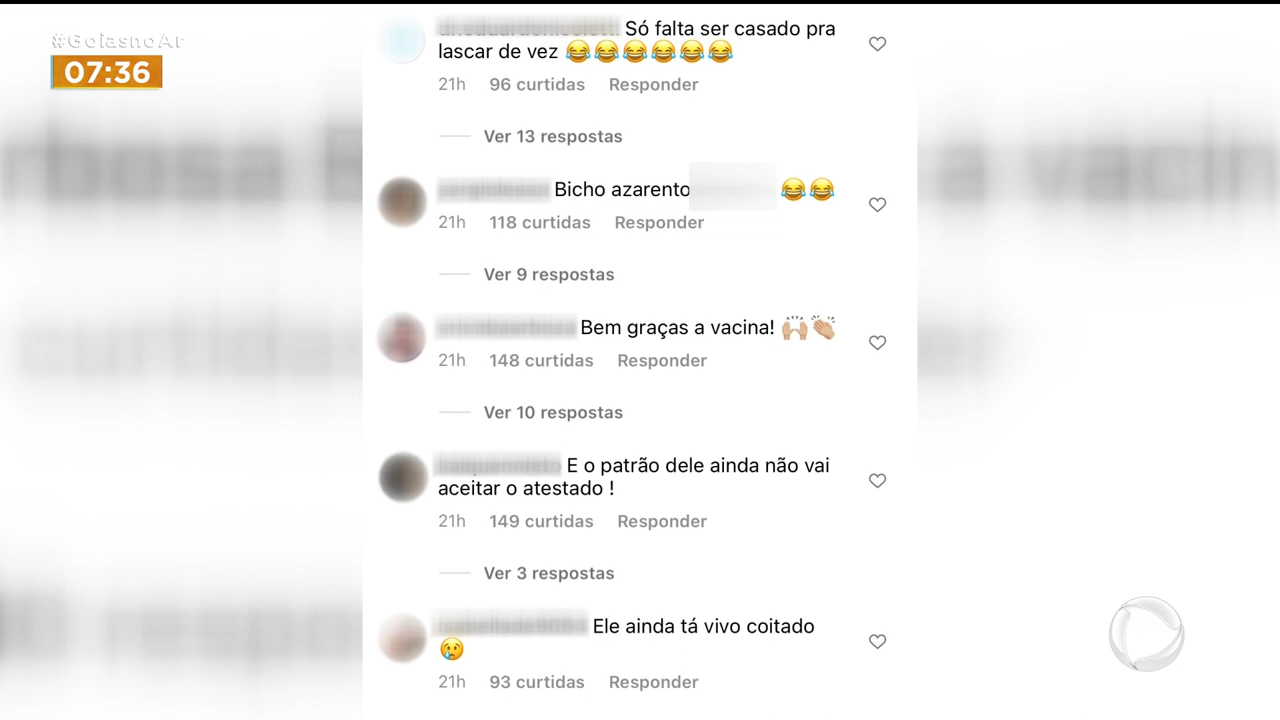 #GoiasnoAr
07:36
Só falta ser casado pra
lascar de vez 😂😂😂😂😂😂
21h 96 curtidas Responder
Ver 13 respostas
Bicho azarento 😂😂
21h 118 curtidas Responder
Ver 9 respostas
Bem graças a vacina! 🙌🏼👏🏼
21h 148 curtidas Responder
Ver 10 respostas
E o patrão dele ainda não vai
aceitar o atestado !
21h 149 curtidas Responder
Ver 3 respostas
Ele ainda tá vivo coitado
😢
21h 93 curtidas Responder